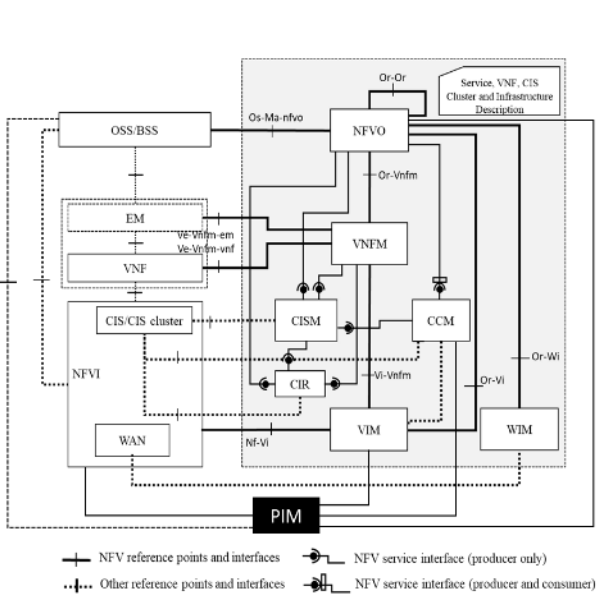 Or-Or
Service, VNF, CIS
Cluster and Infrastructure
Description
Os-Ma-nfvo
OSS/BSS
NFVO
Or-Vnfm
EM
Ve-Vnfm-em
Ve-Vnfm-vnf
VNFM
VNF
CIS/CIS cluster
CISM
CCM
NFVI
Or-Wi
CIR
Vi-Vnfm
Or-Vi
WAN
Nf-Vi
VIM
WIM
PIM
NFV reference points and interfaces
NFV service interface (producer only)
Other reference points and interfaces
NFV service interface (producer and consumer)